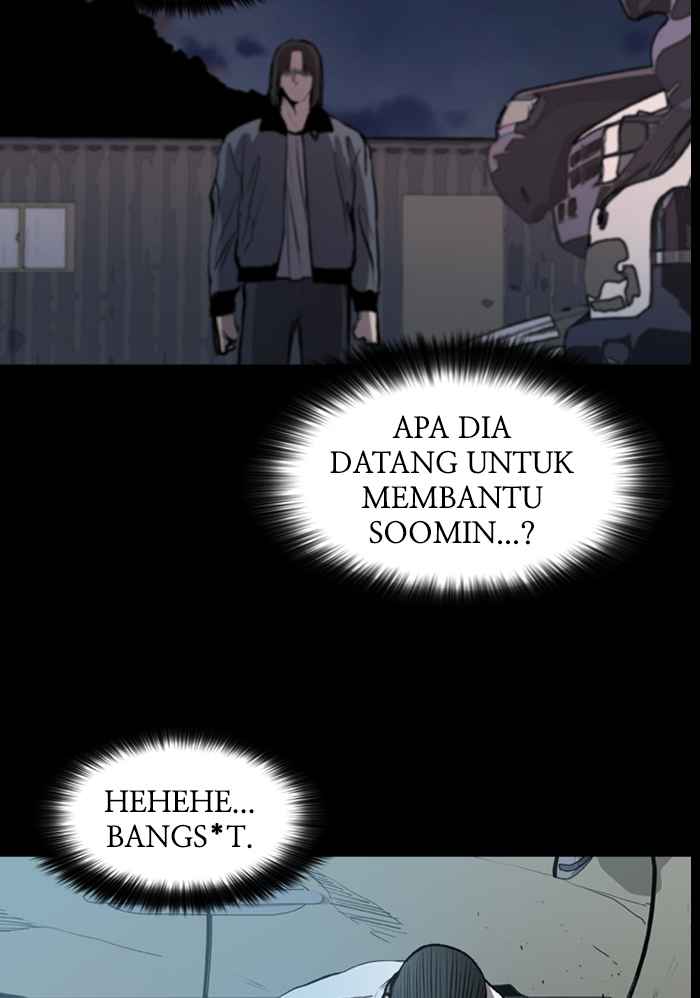 APA DIA
DATANG UNTUK
MEMBANTU
SOOMIN...?
HEHEHE...
BANGS*T.